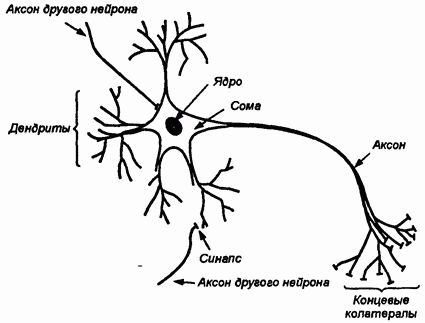 Аксон другого нейрона
Ядро
Сома
Дендриты
Аксон
Синапс
Аксон другого нейрона
Концевые
колатералы